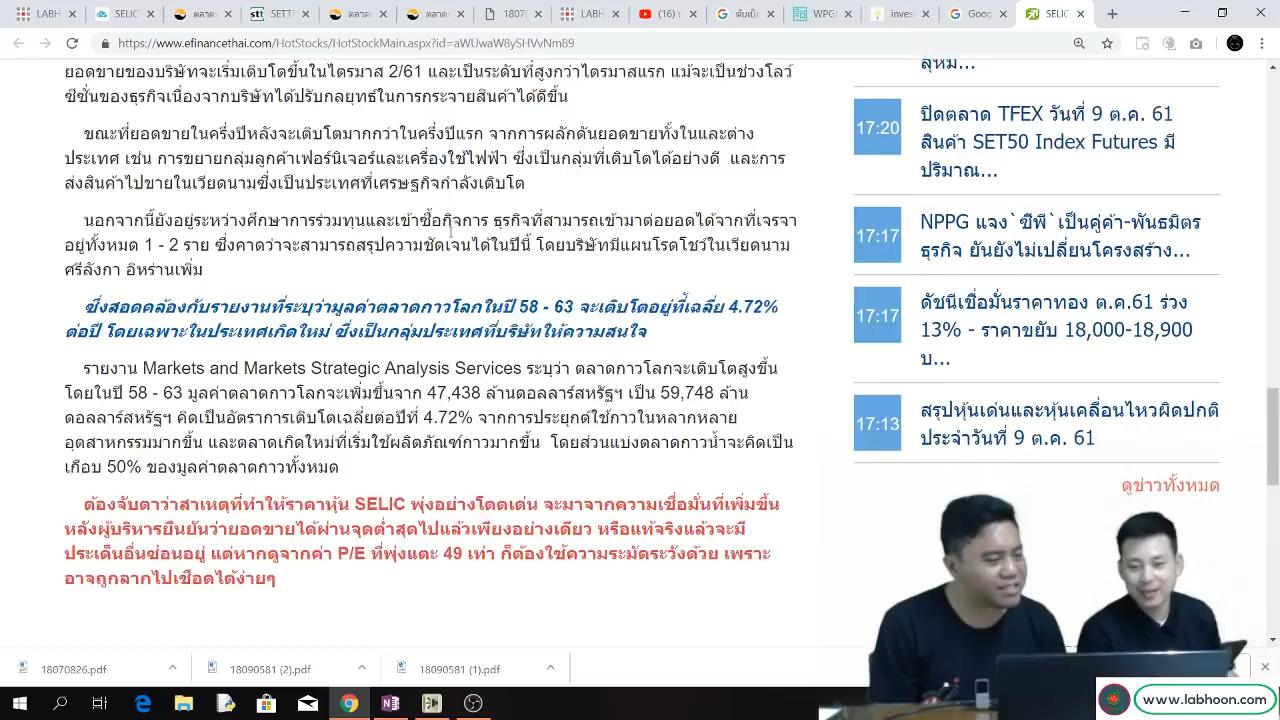 LABH
SELIC
ตลาด
SETTI
ตลาด
ตลาด
18070
LABH
(16)
ดับเบิ้
WPGI
inves
Goog
SELIC
https://www.efinancethai.com/HotStocks/HotStockMain.aspx?id=aWUwaW8ySHVvNm89
ยอดขายของบริษัทจะเริ่มเติบโตขึ้นในไตรมาส 2/61 และเป็นระดับที่สูงกว่าไตรมาสแรก แม้จะเป็นช่วงโลว์
ซีซั่นของธุรกิจเนื่องจากบริษัทได้ปรับกลยุทธ์ในการกระจายสินค้าได้ดีขึ้น
ขณะที่ยอดขายในครึ่งปีหลังจะเติบโตมากกว่าในครึ่งปีแรก จากการผลักดันยอดขายทั้งในและต่าง
ประเทศ เช่น การขยายกลุ่มลูกค้าเฟอร์นิเจอร์และเครื่องใช้ไฟฟ้า ซึ่งเป็นกลุ่มที่เติบโตได้อย่างดี และการ
ส่งสินค้าไปขายในเวียดนามซึ่งเป็นประเทศที่เศรษฐกิจกำลังเติบโต
นอกจากนี้ยังอยู่ระหว่างศึกษาการร่วมทุนและเข้าซื้อกิจการ ธุรกิจที่สามารถเข้ามาต่อยอดได้จากที่เจรจา
อยู่ทั้งหมด 1 - 2 ราย ซึ่งคาดว่าจะสามารถสรุปความชัดเจนได้ในปีนี้ โดยบริษัทมีแผนโรดโชว์ในเวียดนาม
ศรีลังกา อิหร่านเพิ่ม
ซึ่งสอดคล้องกับรายงานที่ระบุว่ามูลค่าตลาดกาวโลกในปี 58 - 63 จะเติบโตอยู่ที่เฉลี่ย 4.72%
ต่อปี โดยเฉพาะในประเทศเกิดใหม่ ซึ่งเป็นกลุ่มประเทศที่บริษัทให้ความสนใจ
รายงาน Markets and Markets Strategic Analysis Services ระบุว่า ตลาดกาวโลกจะเติบโตสูงขึ้น
โดยในปี 58 - 63 มูลค่าตลาดกาวโลกจะเพิ่มขึ้นจาก 47,438 ล้านดอลลาร์สหรัฐฯ เป็น 59,748 ล้าน
ดอลลาร์สหรัฐฯ คิดเป็นอัตราการเติบโตเฉลี่ยต่อปีที่ 4.72% จากการประยุกต์ใช้กาวในหลากหลาย
อุตสาหกรรมมากขึ้น และตลาดเกิดใหม่ที่เริ่มใช้ผลิตภัณฑ์กาวมากขึ้น โดยส่วนแบ่งตลาดกาวน้ำจะคิดเป็น
เกือบ 50% ของมูลค่าตลาดกาวทั้งหมด
ต้องจับตาว่าสาเหตุที่ทำให้ราคาหุ้น SELIC พุ่งอย่างโดดเด่น จะมาจากความเชื่อมั่นที่เพิ่มขึ้น
หลังผู้บริหารยืนยันว่ายอดขายได้ผ่านจุดต่ำสุดไปแล้วเพียงอย่างเดียว หรือแท้จริงแล้วจะมี
ประเด็นอื่นซ่อนอยู่ แต่หากดูจากค่า P/E ที่พุ่งแตะ 49 เท่า ก็ต้องใช้ความระมัดระวังด้วย เพราะ
อาจถูกลากไปเชือดได้ง่ายๆ
ลุหม...
17:20
ปิดตลาด TFEX วันที่ 9 ต.ค. 61
สินค้า SET50 Index Futures มี
ปริมาณ...
17:17
NPPG แจง`ซีพี`เป็นคู่ค้า-พันธมิตร
ธุรกิจ ยันยังไม่เปลี่ยนโครงสร้าง...
17:17
ดัชนีเชื่อมั่นราคาทอง ต.ค.61 ร่วง
13% - ราคาขยับ 18,000-18,900
บ...
17:13
สรุปหุ้นเด่นและหุ้นเคลื่อนไหวผิดปกติ
ประจำวันที่ 9 ต.ค. 61
ดูข่าวทั้งหมด
18070826.pdf
18090581 (2).pdf
18090581 (1).pdf
www.labhoon.com